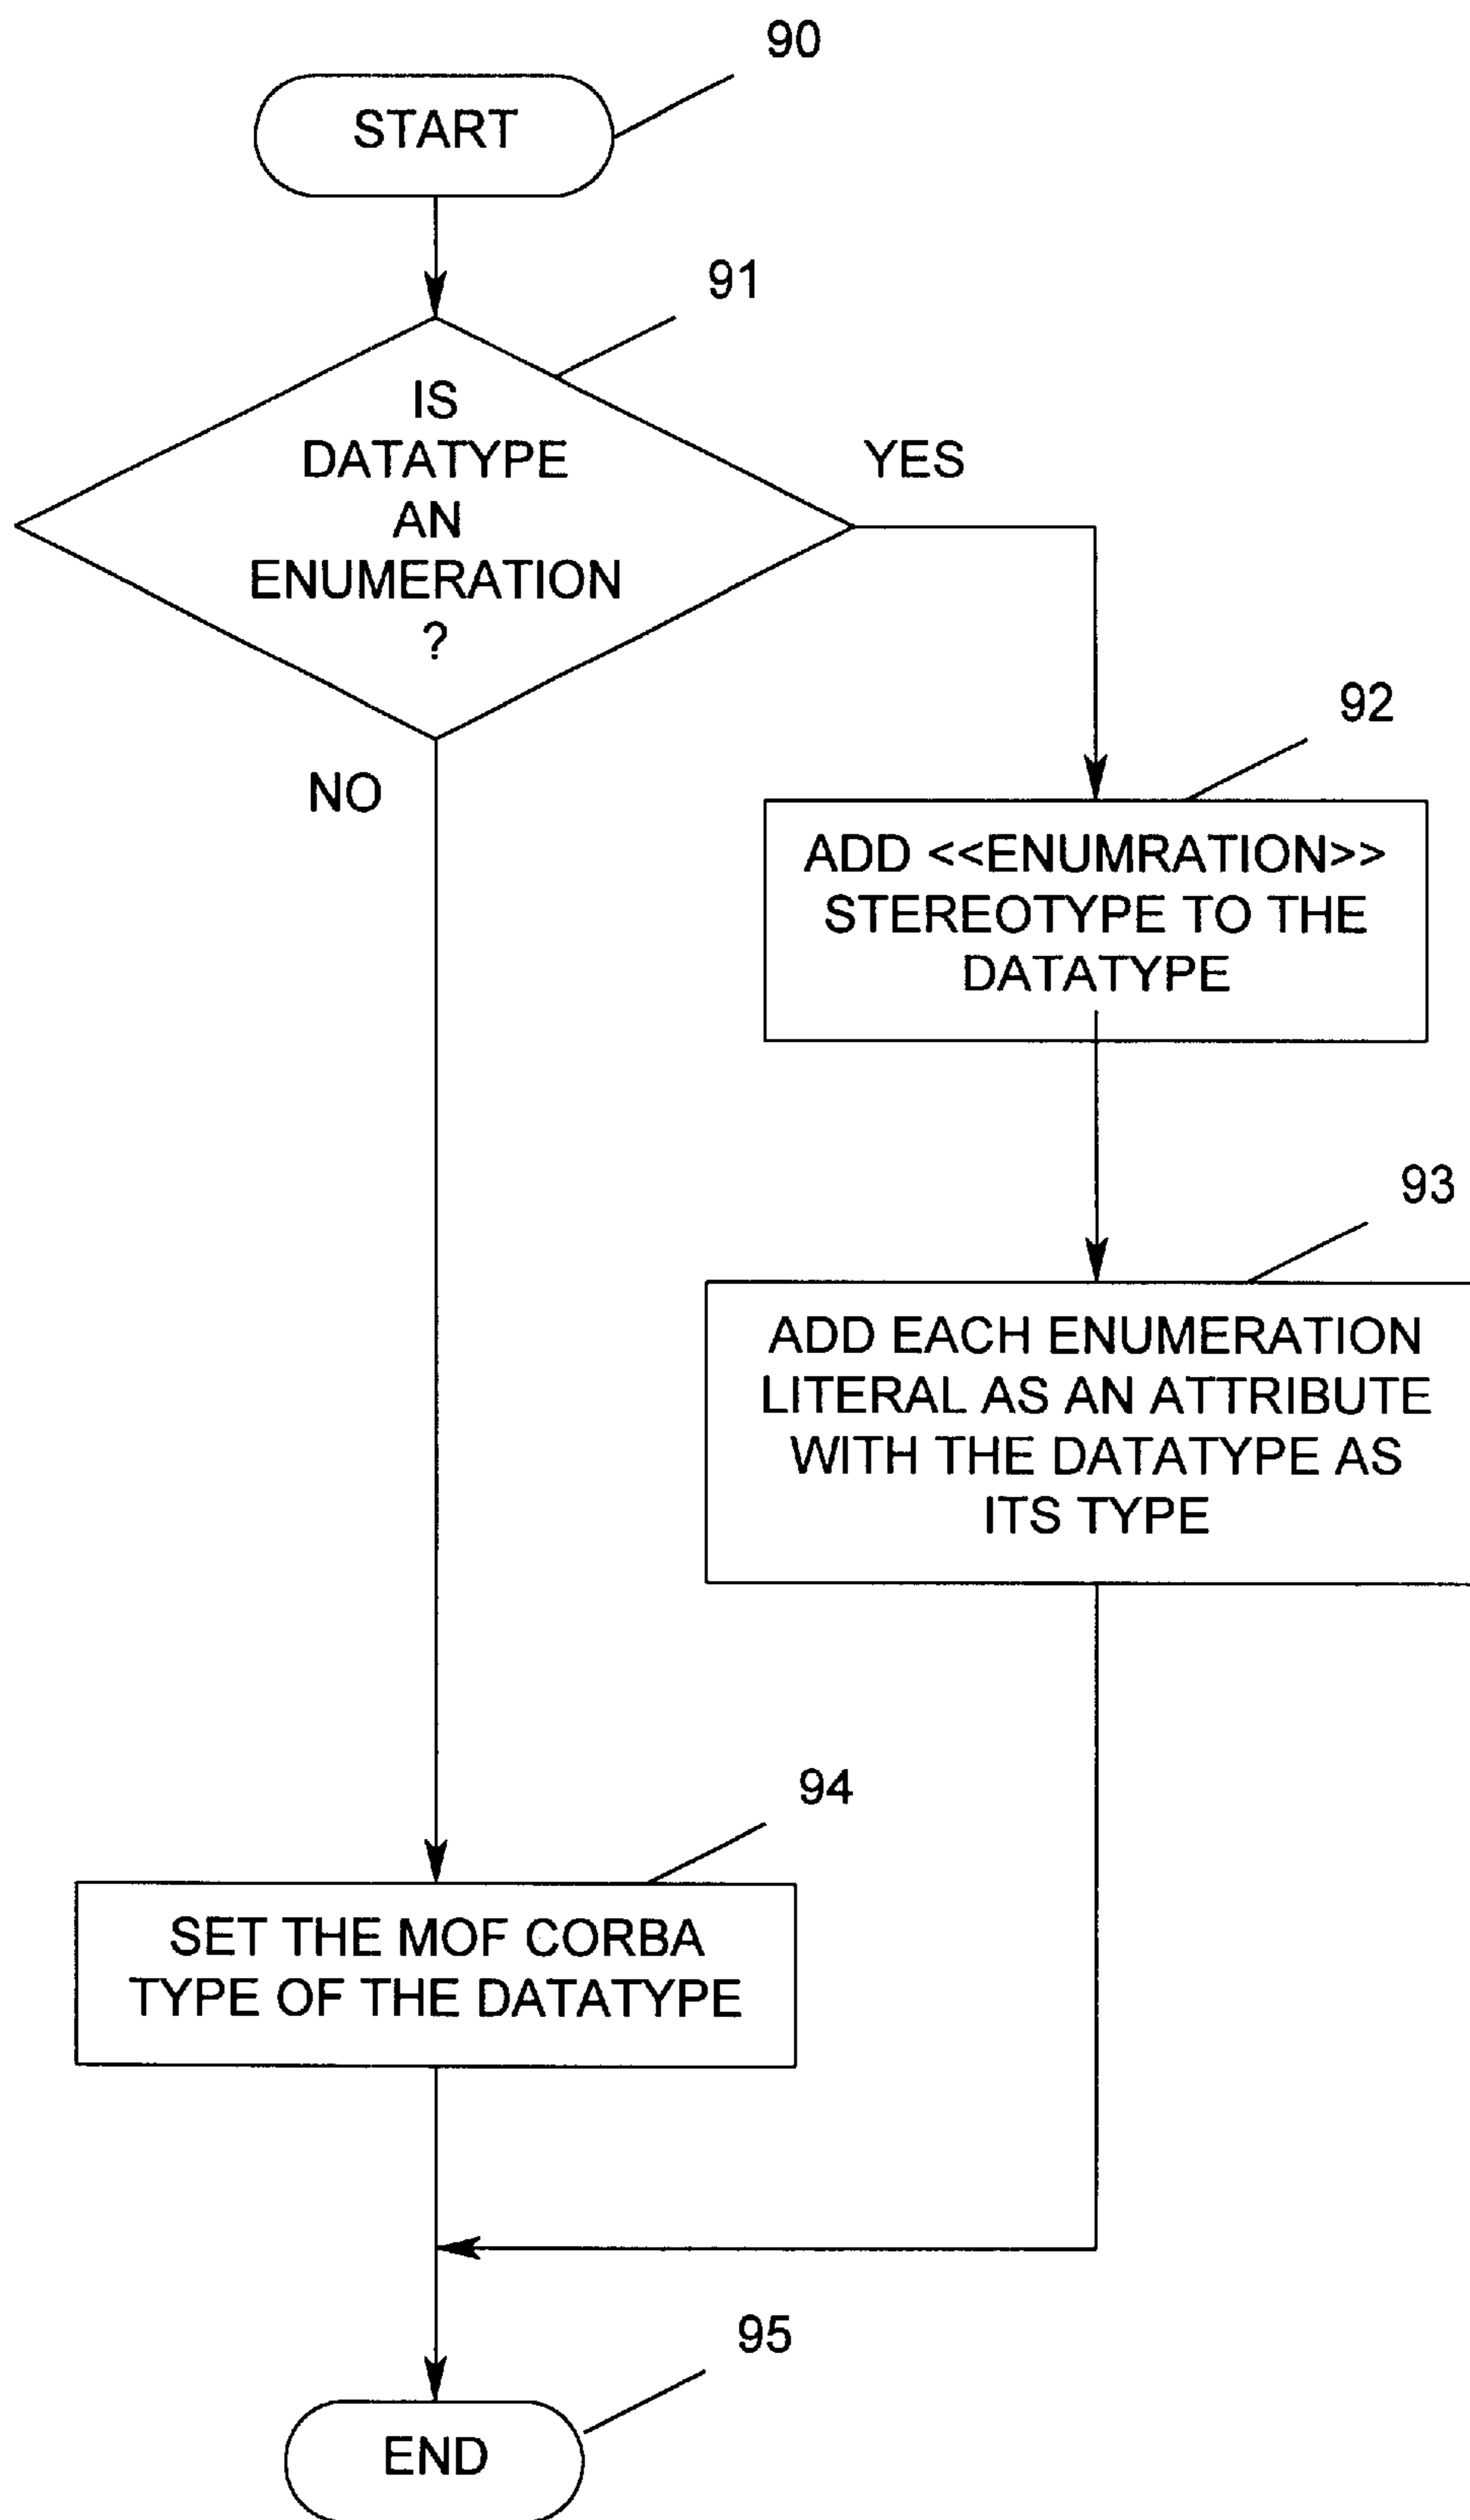 90
START
91
IS
DATATYPE
AN
ENUMERATION
?
YES
NO
92
ADD <<ENUMRATION>>
STEREOTYPE TO THE
DATATYPE
93
ADD EACH ENUMERATION
LITERAL AS AN ATTRIBUTE
WITH THE DATATYPE AS
ITS TYPE
94
SET THE MOF CORBA
TYPE OF THE DATATYPE
95
END